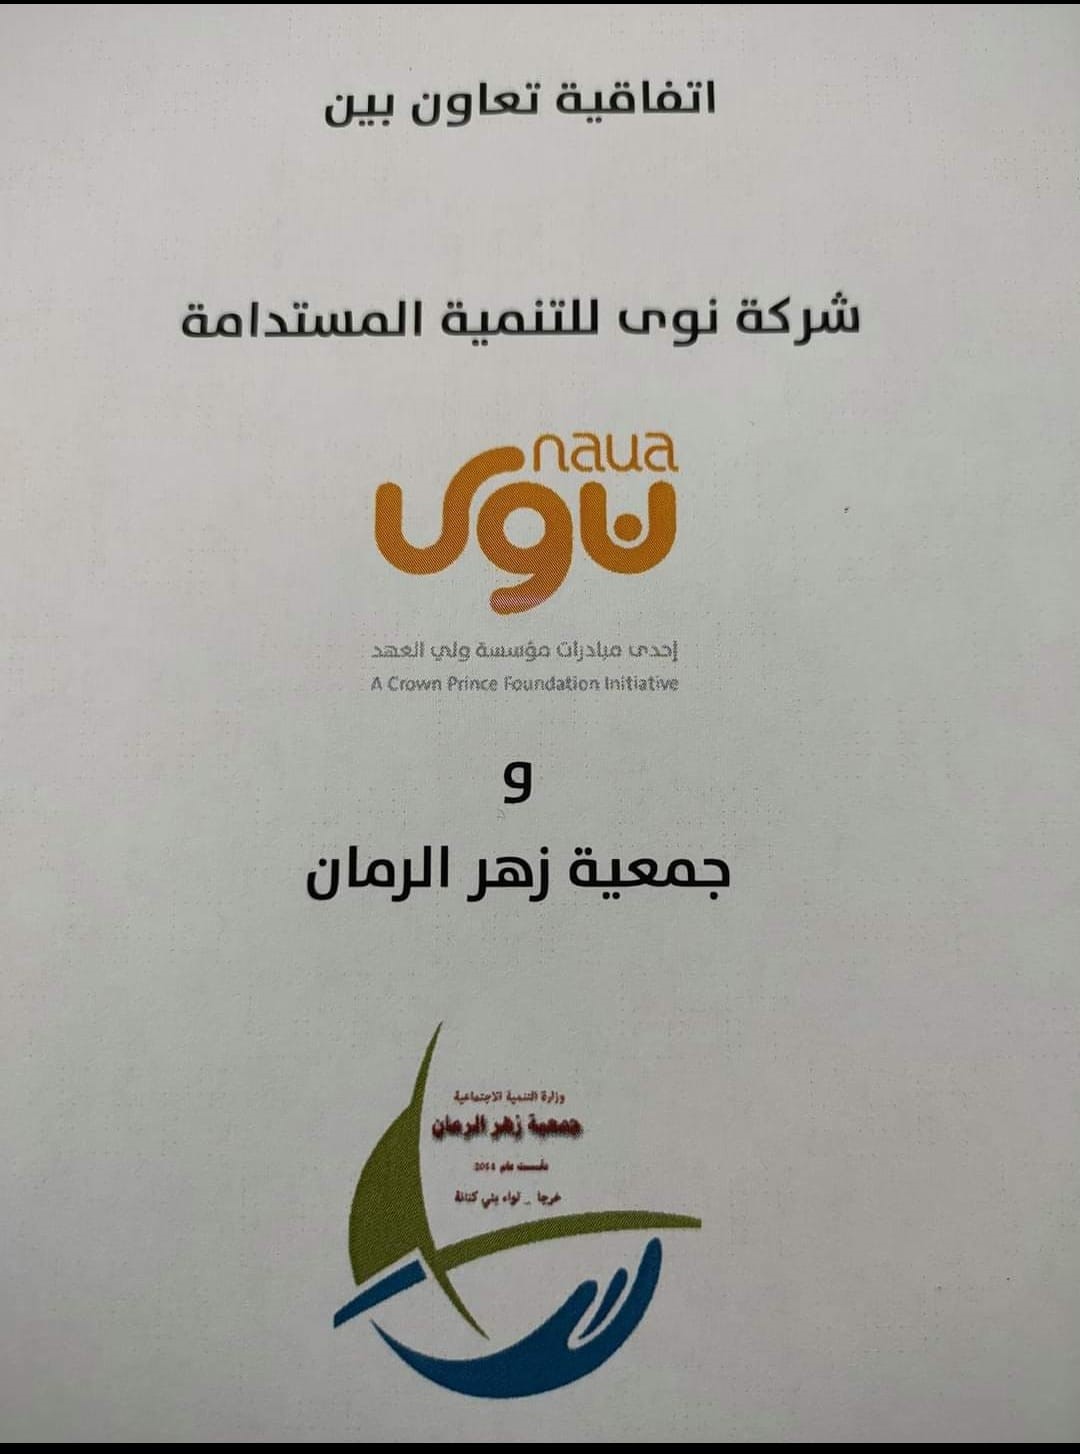 اتفاقية تعاون بين
شركة نوى للتنمية المستدامة
naua
نوى
إحدى مبادرات مؤسسة ولي العهد
A Crown Prince Foundation Initiative
و
جمعية زهر الرمان
وزارة التنمية الاجتماعية
جمعية زهر الرمان
تأسست عام
خرجا _ لواء بني كنانة